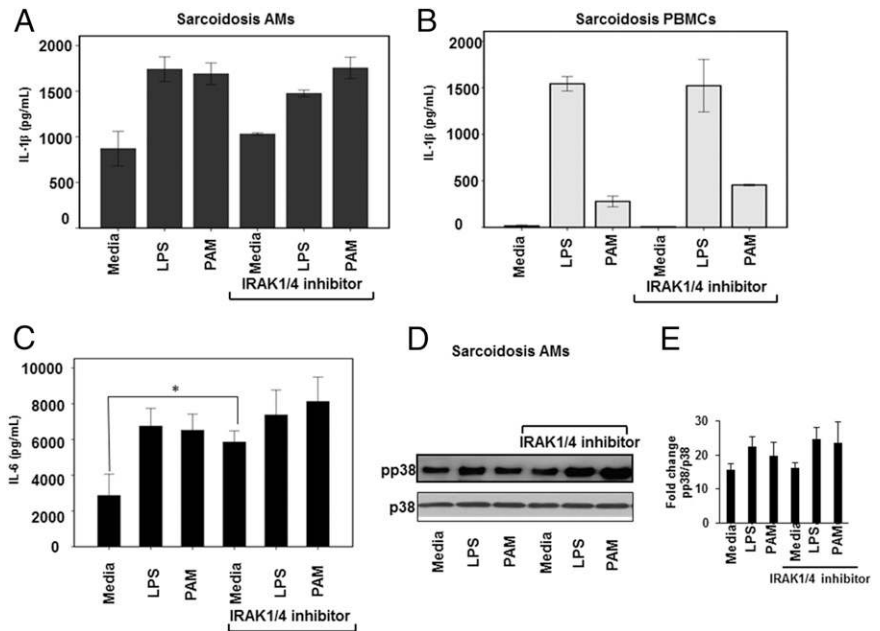 A
Sarcoidosis AMs
IL-1β (pg/mL)
2000
1500
1000
500
0
Media
LPS
PAM
Media
LPS
PAM
IRAK1/4 inhibitor
B
Sarcoidosis PBMCs
IL-1β (pg/mL)
2000
1500
1000
500
0
Media
LPS
PAM
Media
LPS
PAM
IRAK1/4 inhibitor
C
IL-6 (pg/mL)
10000
8000
6000
4000
2000
0
*
Media
LPS
PAM
Media
LPS
PAM
IRAK1/4 inhibitor
D
Sarcoidosis AMs
IRAK1/4 inhibitor
pp38
p38
Media
LPS
PAM
Media
LPS
PAM
E
Fold change
pp38/p38
30
20
10
0
Media
LPS
PAM
Media
LPS
PAM
IRAK1/4 inhibitor